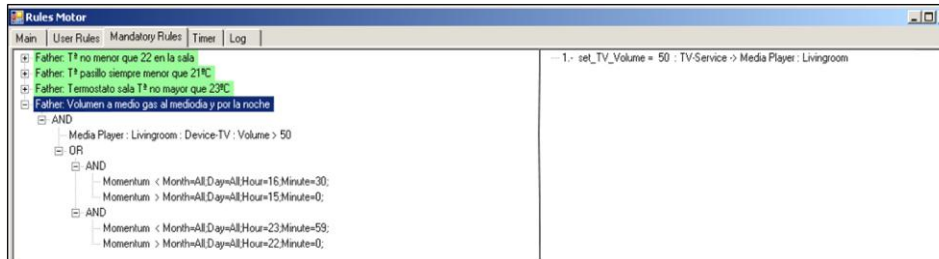 Rules Motor
Main User Rules Mandatory Rules Timer Log
Father: Tª no menor que 22 en la sala
Father: Tª pasillo siempre menor que 21ºC
Father: Termostato sala Tª no mayor que 23ºC
Father: Volumen a medio gas al mediodia y por la noche
AND
Media Player : Livingroom : Device-TV : Volume > 50
OR
AND
Momentum < Month=All;Day=All;Hour=16;Minute=30;
Momentum > Month=All;Day=All;Hour=15;Minute=0;
AND
Momentum < Month=All;Day=All;Hour=23;Minute=59;
Momentum > Month=All;Day=All;Hour=22;Minute=0;
1.- set_TV_Volume = 50 : TV-Service -> Media Player : Livingroom